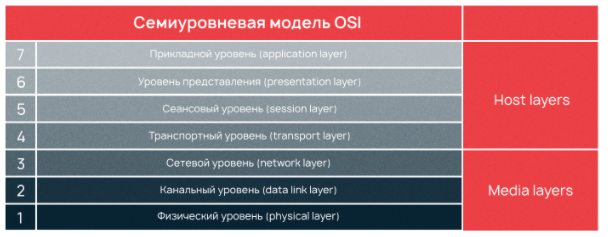 Семиуровневая модель OSI
7 Прикладной уровень (application layer)
6 Уровень представления (presentation layer)
5 Сеансовый уровень (session layer)
4 Транспортный уровень (transport layer)
Host layers
3 Сетевой уровень (network layer)
2 Канальный уровень (data link layer)
1 Физический уровень (physical layer)
Media layers